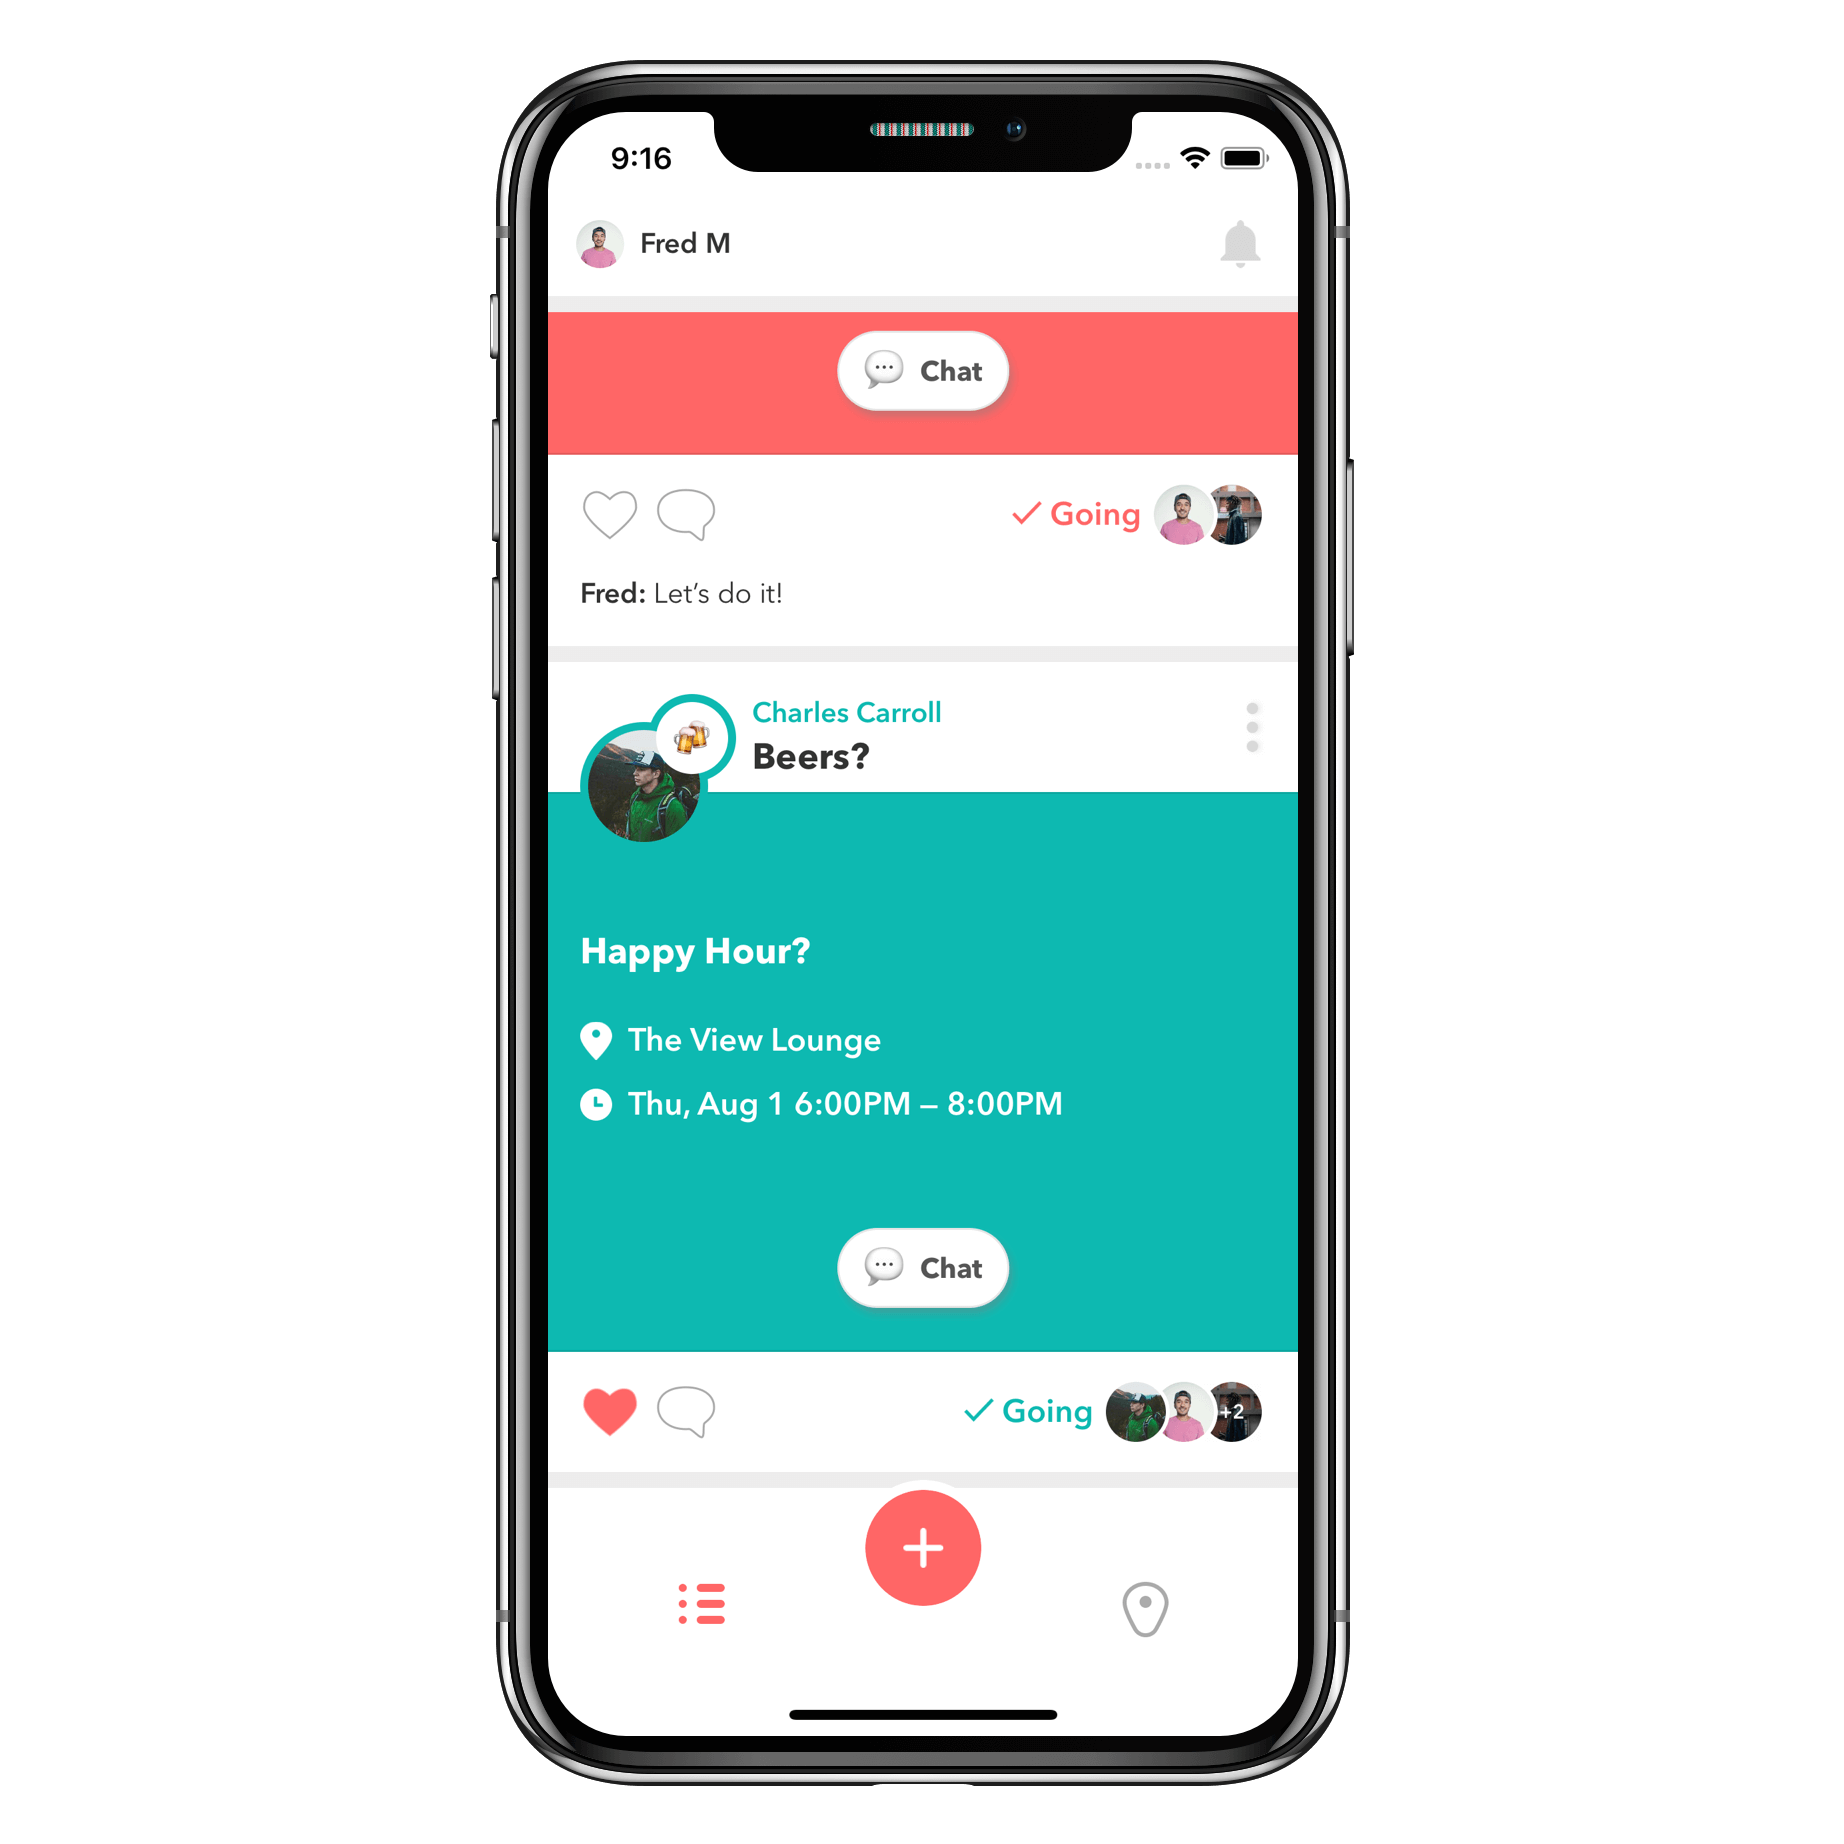 9:16
Fred M
Chat
Going
Fred: Let's do it!
Charles Carroll
Beers?
Happy Hour?
The View Lounge
Thu, Aug 1 6:00PM – 8:00PM
Chat
Going
+2